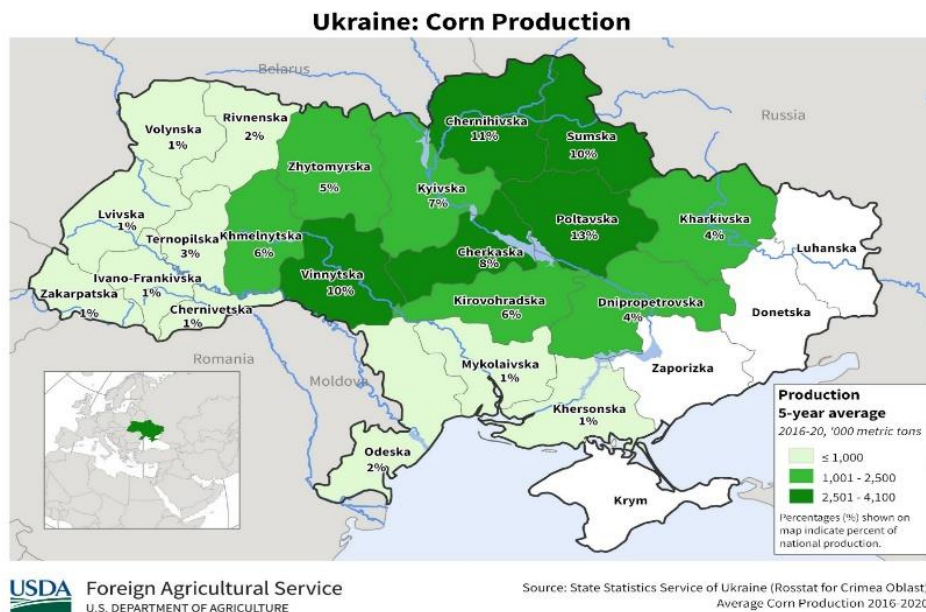 Ukraine: Corn Production
Belarus
Russia
Volynska
1%
Rivnenska
2%
Zhytomyrska
5%
Chernihivska
11%
Sumska
10%
Kyivska
7%
Lvivska
1%
Ternopilska
3%
Khmelnytska
6%
Vinnytska
10%
Cherkaska
8%
Poltavska
13%
Kharkivska
4%
Luhanska
Ivano-Frankivska
1%
Zakarpatska
1%
Chernivetska
1%
Kirovohradska
6%
Dnipropetrovska
4%
Donetska
Romania
Moldova
Mykolaivska
1%
Zaporizka
Khersonska
1%
Odeska
2%
Krym
Production
5-year average
2016-20, '000 metric tons
≤ 1,000
1,001 - 2,500
2,501 - 4,100
Percentages (%) shown on
map indicate percent of
national production.
USDA
Foreign Agricultural Service
U.S. DEPARTMENT OF AGRICULTURE
Source: State Statistics Service of Ukraine (Rosstat for Crimea Oblast)
Average Corn Production 2016-2020